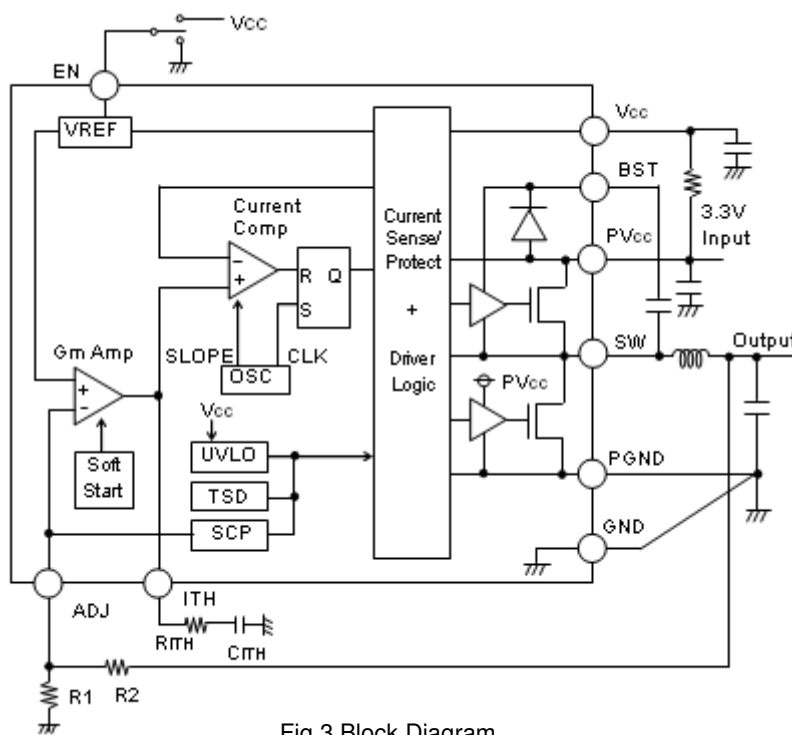 Vcc
EN
VREF
Vcc
BST
Current
Comp
Current
Sense/
Protect
+
Driver
Logic
3.3V
Input
PVcc
-
+
R Q
S
Gm Amp
SLOPE
CLK
OSC
SW
Output
+
-
Vcc
PVcc
UVLO
Soft
Start
TSD
SCP
PGND
GND
ADJ
ITH
RITH
CITH
R1
R2
Fig.3 Block Diagram